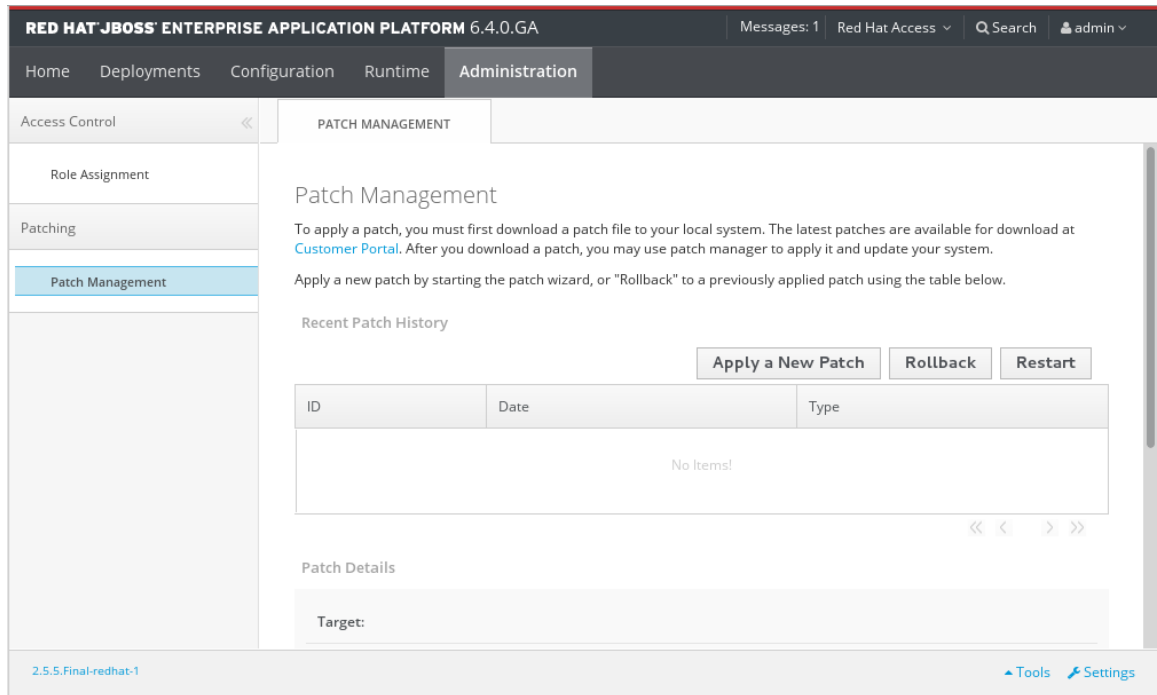 RED HAT® JBOSS® ENTERPRISE APPLICATION PLATFORM 6.4.0.GA
Messages: 1 Red Hat Access Search admin
Home Deployments Configuration Runtime Administration
Access Control
Role Assignment
Patching
Patch Management
PATCH MANAGEMENT
Patch Management
To apply a patch, you must first download a patch file to your local system. The latest patches are available for download at
Customer Portal. After you download a patch, you may use patch manager to apply it and update your system.
Apply a new patch by starting the patch wizard, or "Rollback" to a previously applied patch using the table below.
Recent Patch History
Apply a New Patch Rollback Restart
ID Date Type
No Items!
Patch Details
Target:
2.5.5.Final-redhat-1
Tools Settings